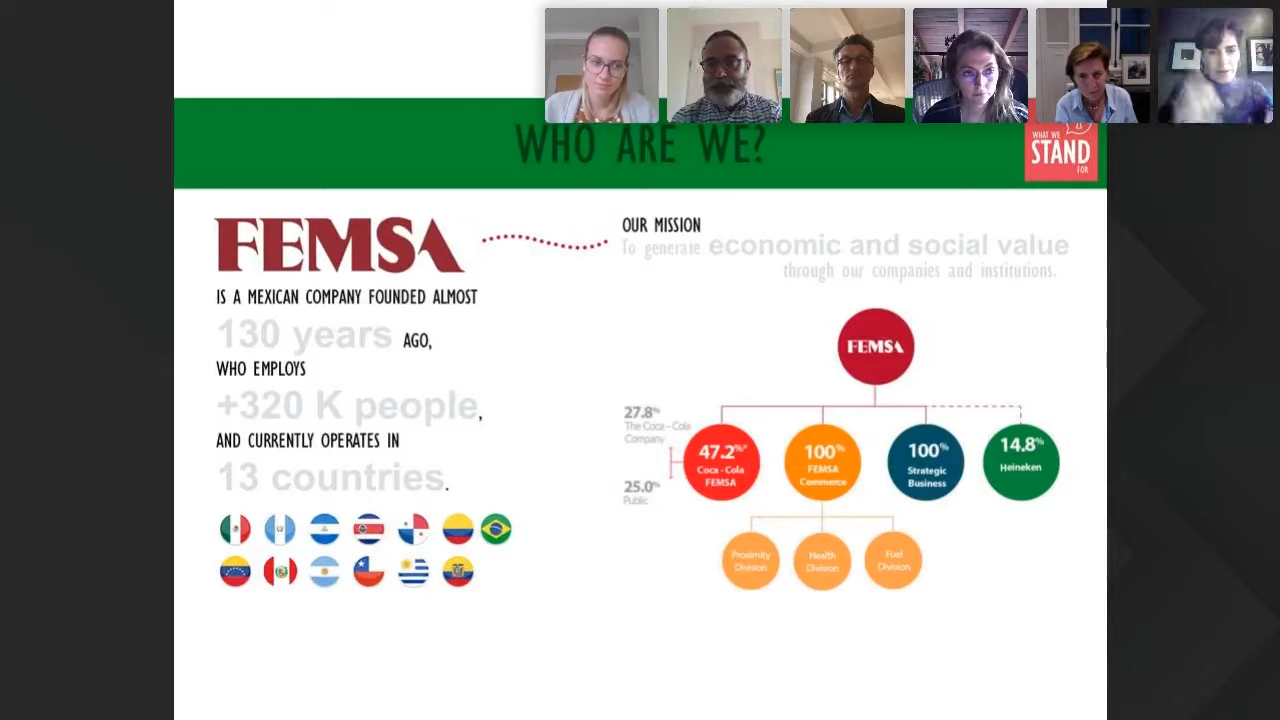 WHO ARE WE?
WHAT WE
STAND
FOR
FEMSA
IS A MEXICAN COMPANY FOUNDED ALMOST
130 years AGO,
WHO EMPLOYS
+320 K people,
AND CURRENTLY OPERATES IN
13 countries.
OUR MISSION
To generate economic and social value
through our companies and institutions.
FEMSA
27.8%
The Coca - Cola
Company
25.0%
Public
47.2%*
Coca - Cola
FEMSA
100%
FEMSA
Commerce
100%
Strategic
Business
14.8%
Heineken
Proximity
Division
Health
Division
Fuel
Division